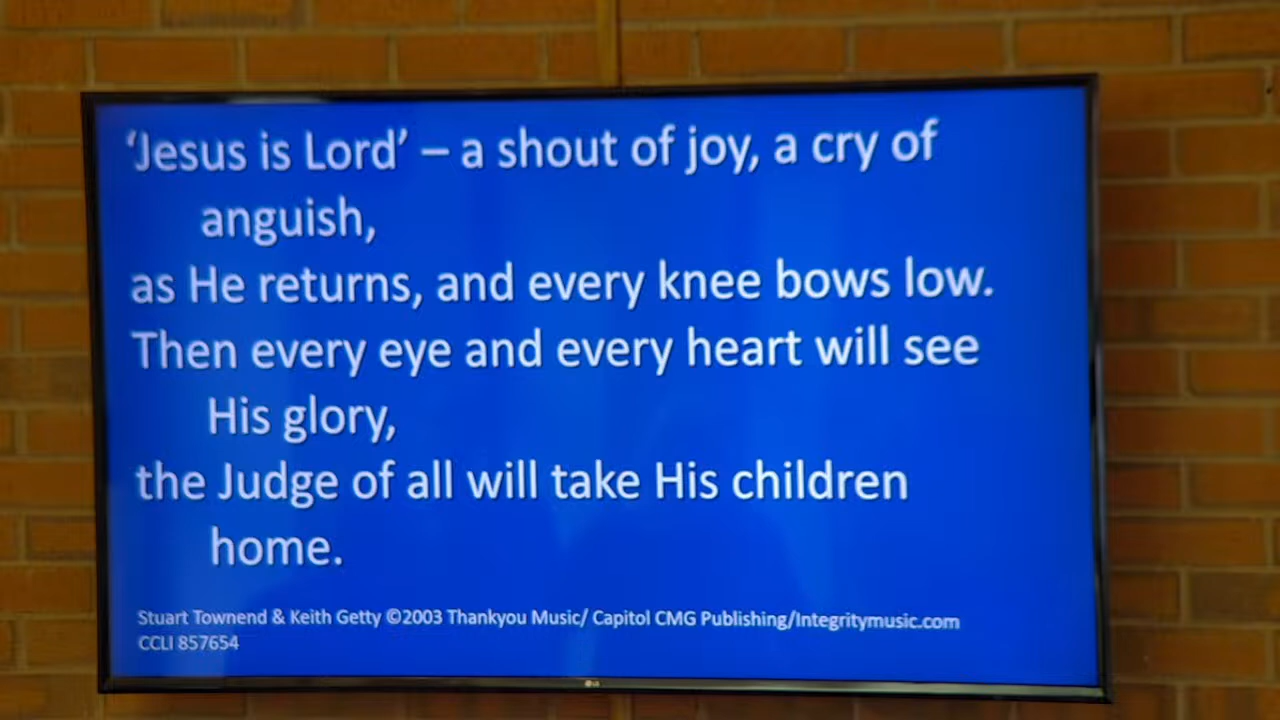 ‘Jesus is Lord’ – a shout of joy, a cry of
anguish,
as He returns, and every knee bows low.
Then every eye and every heart will see
His glory,
the Judge of all will take His children
home.
Stuart Townend & Keith Getty ©2003 Thankyou Music/ Capitol CMG Publishing/Integritymusic.com
CCLI 857654
LG